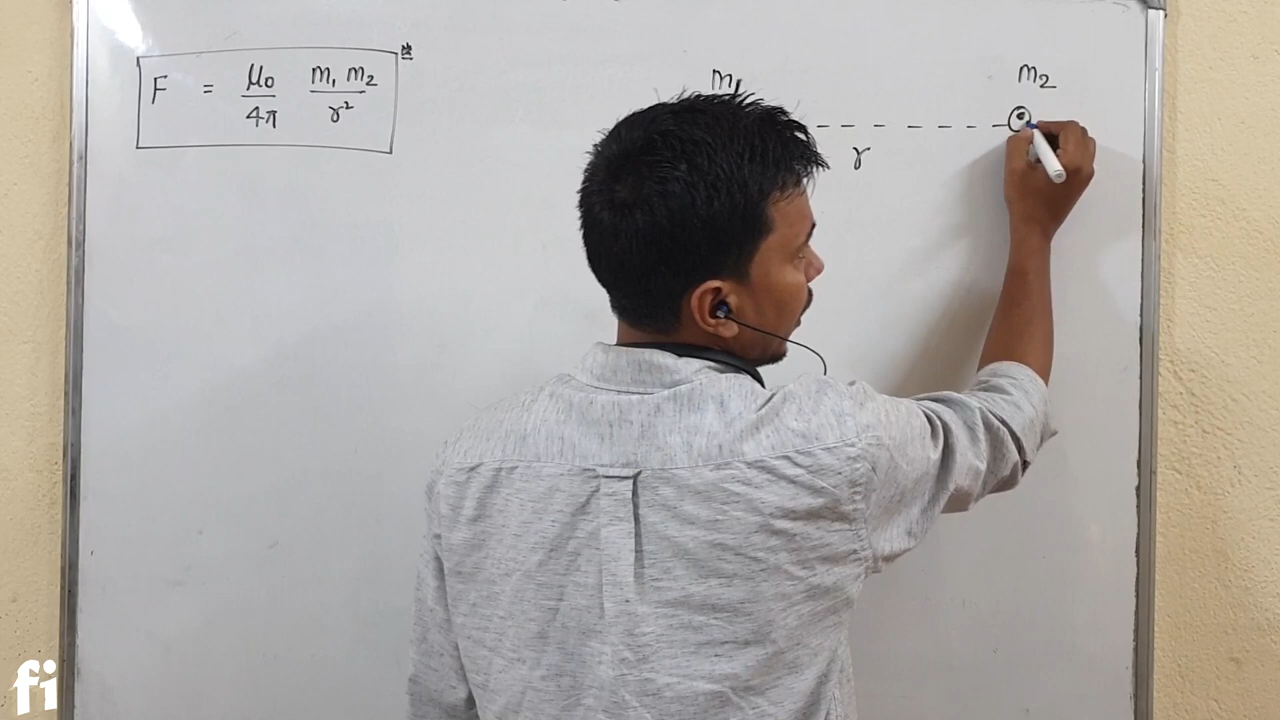 F = μ₀/4π m₁ m₂/r²
m₁
m₂
r
fi